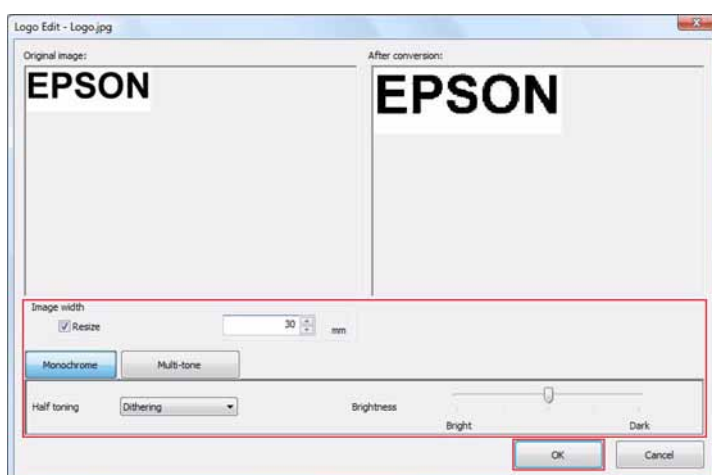 Logo Edit - Logo.jpg
Original image:
After conversion:
EPSON
EPSON
Image width
Resize
30
mm
Monochrome
Multi-tone
Half toning
Dithering
Brightness
Bright
Dark
OK
Cancel